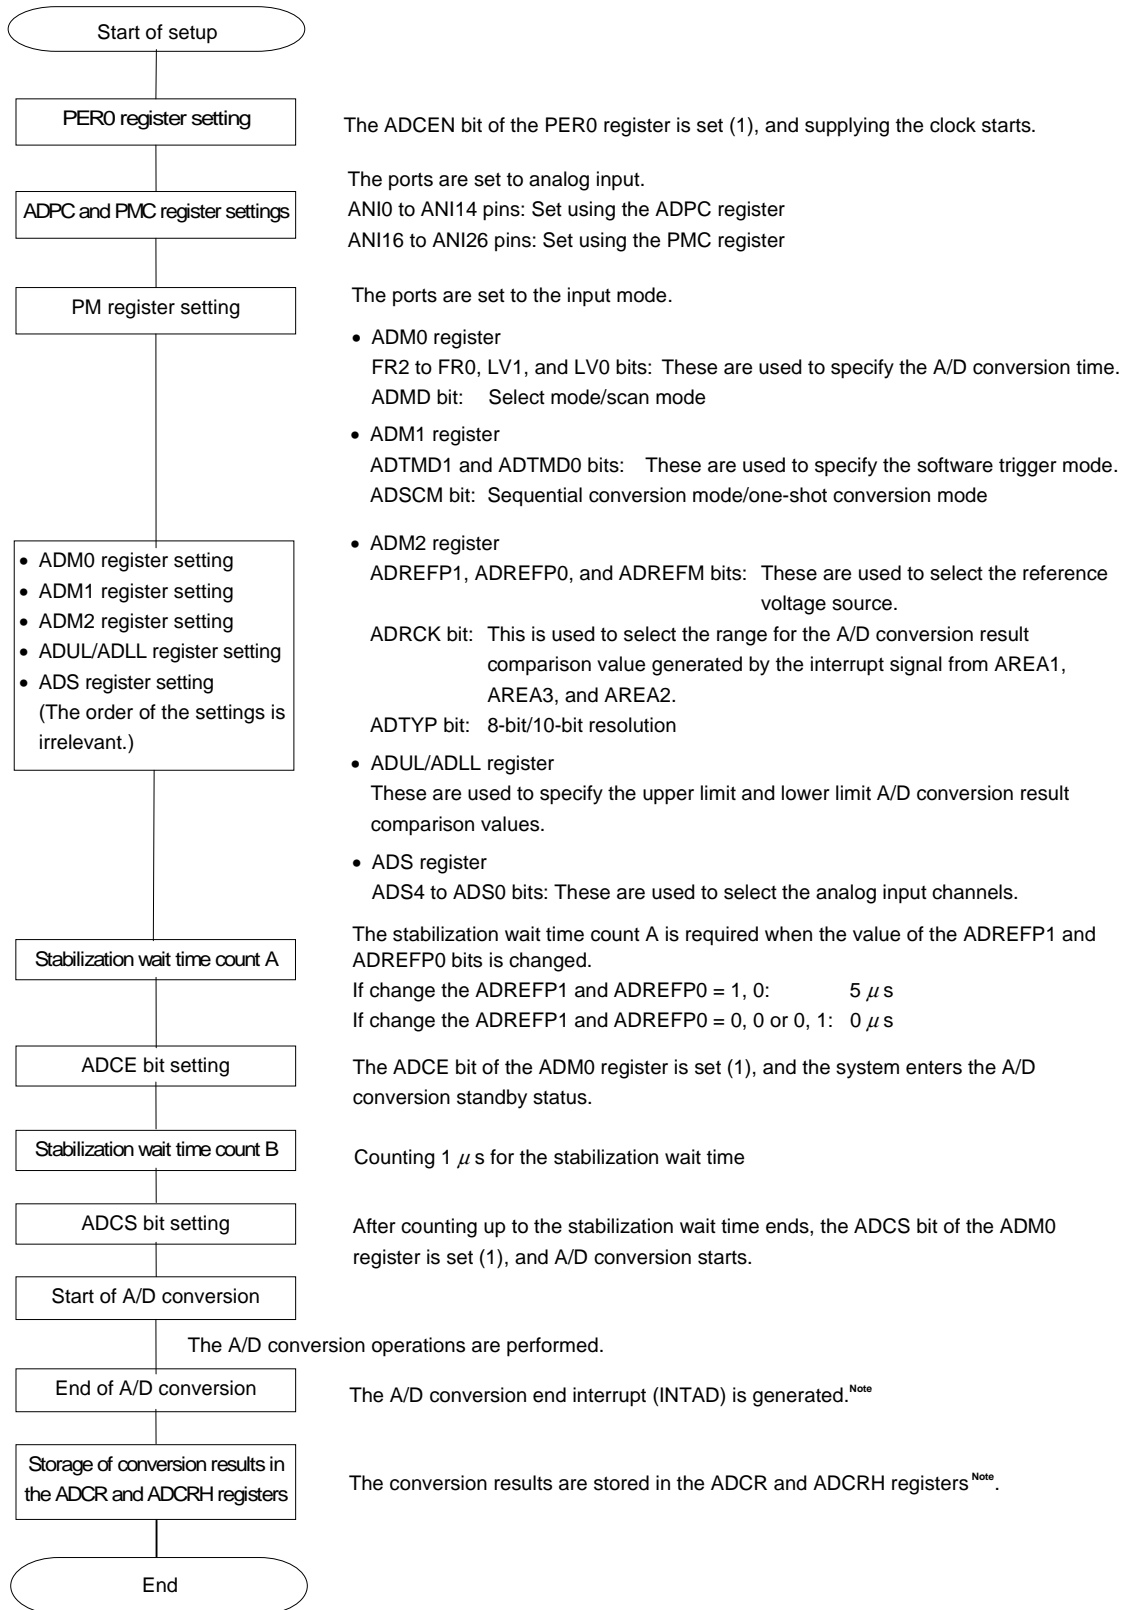 Start of setup
PER0 register setting
The ADCEN bit of the PER0 register is set (1), and supplying the clock starts.
ADPC and PMC register settings
The ports are set to analog input.
ANI0 to ANI14 pins: Set using the ADPC register
ANI16 to ANI26 pins: Set using the PMC register
PM register setting
The ports are set to the input mode.
• ADM0 register setting
• ADM1 register setting
• ADM2 register setting
• ADUL/ADLL register setting
• ADS register setting
(The order of the settings is
irrelevant.)
• ADM0 register
FR2 to FR0, LV1, and LV0 bits: These are used to specify the A/D conversion time.
ADMD bit: Select mode/scan mode
• ADM1 register
ADTMD1 and ADTMD0 bits: These are used to specify the software trigger mode.
ADSCM bit: Sequential conversion mode/one-shot conversion mode
• ADM2 register
ADREFP1, ADREFP0, and ADREFM bits: These are used to select the reference
voltage source.
ADRCK bit: This is used to select the range for the A/D conversion result
comparison value generated by the interrupt signal from AREA1,
AREA3, and AREA2.
ADTYP bit: 8-bit/10-bit resolution
• ADUL/ADLL register
These are used to specify the upper limit and lower limit A/D conversion result
comparison values.
• ADS register
ADS4 to ADS0 bits: These are used to select the analog input channels.
Stabilization wait time count A
The stabilization wait time count A is required when the value of the ADREFP1 and
ADREFP0 bits is changed.
If change the ADREFP1 and ADREFP0 = 1, 0: 5 μs
If change the ADREFP1 and ADREFP0 = 0, 0 or 0, 1: 0 μs
ADCE bit setting
The ADCE bit of the ADM0 register is set (1), and the system enters the A/D
conversion standby status.
Stabilization wait time count B
Counting 1 μs for the stabilization wait time
ADCS bit setting
After counting up to the stabilization wait time ends, the ADCS bit of the ADM0
register is set (1), and A/D conversion starts.
Start of A/D conversion
The A/D conversion operations are performed.
End of A/D conversion
The A/D conversion end interrupt (INTAD) is generated.Note
Storage of conversion results in
the ADCR and ADCRH registers
The conversion results are stored in the ADCR and ADCRH registers Note.
End